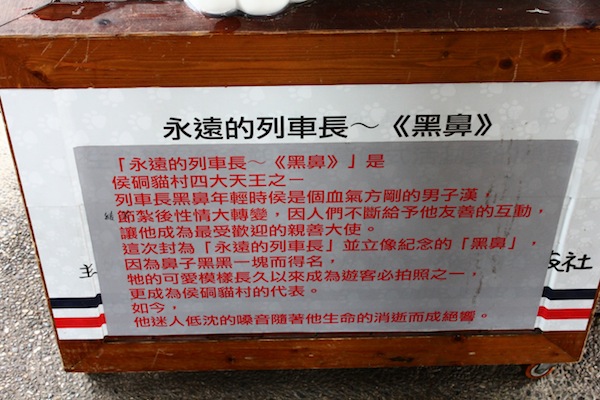 永遠的列車長～《黑鼻》
「永遠的列車長～《黑鼻》」是
侯硐貓村四大天王之一
列車長黑鼻年輕時侯是個血氣方剛的男子漢，
節紮後性情大轉變，因人們不斷給予他友善的互動，
讓他成為最受歡迎的親善大使。
這次封為「永遠的列車長」並立像紀念的「黑鼻」，
因為鼻子黑黑一塊而得名，
牠的可愛模樣長久以來成為遊客必拍照之一，
更成為侯硐貓村的代表。
如今，
他迷人低沈的嗓音隨著他生命的消逝而成絕響。
社